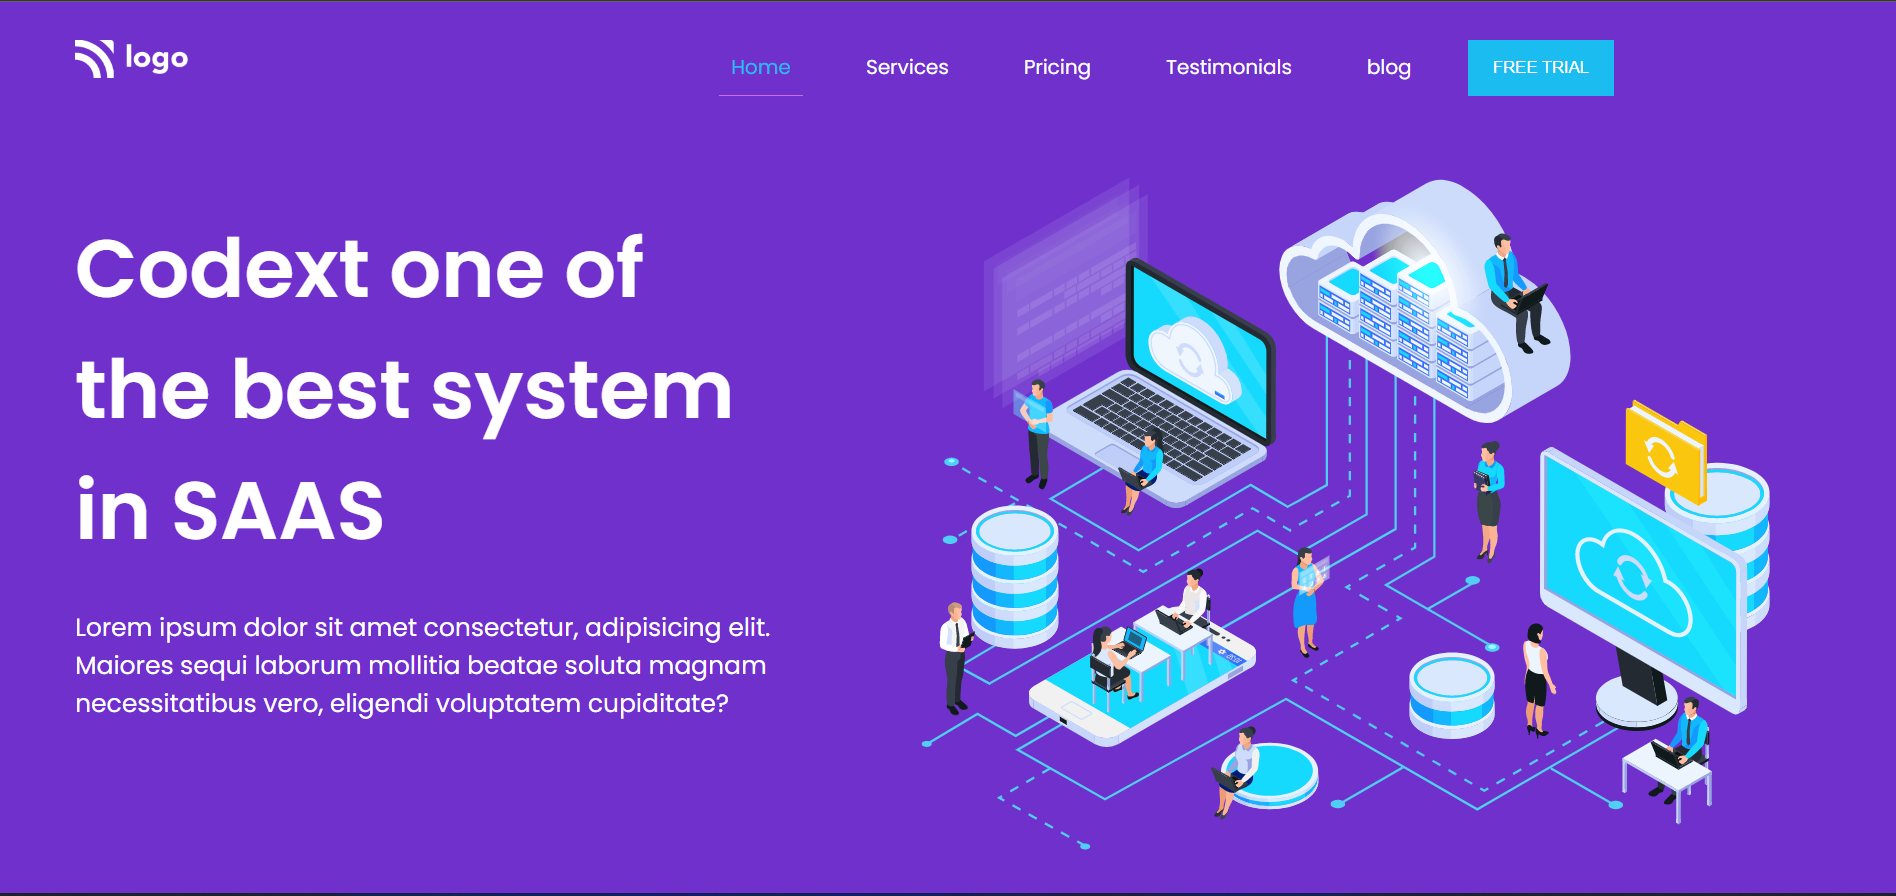 logo
Home Services Pricing Testimonials blog FREE TRIAL
Codext one of
the best system
in SAAS
Lorem ipsum dolor sit amet consectetur, adipisicing elit.
Maiores sequi laborum mollitia beatae soluta magnam
necessitatibus vero, eligendi voluptatem cupiditate?